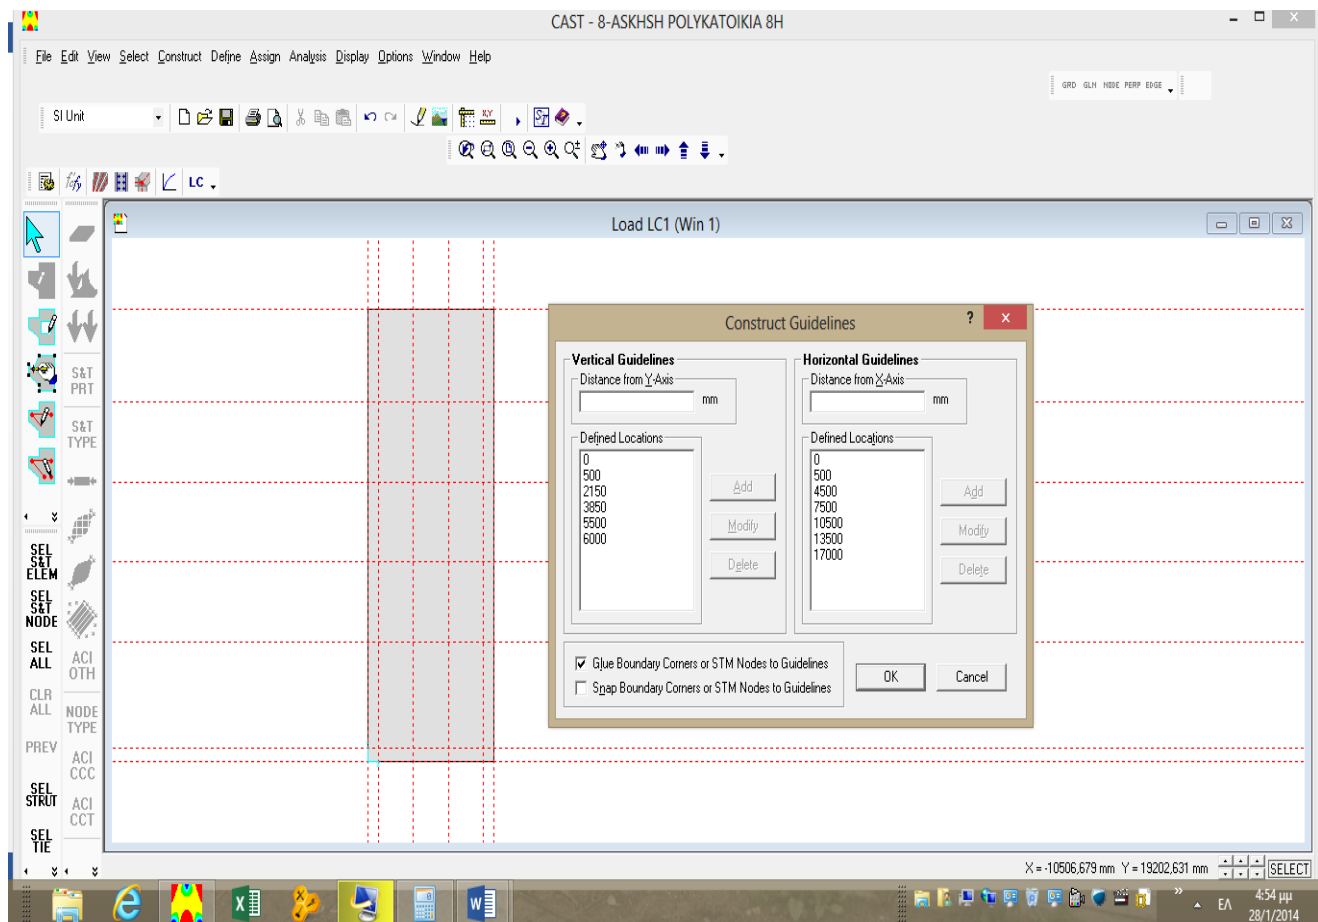 CAST - 8-ASKHSH POLYKATOIKIA 8H
File Edit View Select Construct Define Assign Analysis Display Options Window Help
GRD GLN NODE PERP EDGE
SI Unit
X,Y
ST
f'c fy
LC
Load LC1 (Win 1)
S&T
PRT
S&T
TYPE
SEL
S&T
ELEM
SEL
S&T
NODE
SEL
ALL
CLR
ALL
PREV
SEL
STRUT
SEL
TIE
ACI
OTH
NODE
TYPE
ACI
CCC
ACI
CCT
Construct Guidelines ? x
Vertical Guidelines
Distance from Y-Axis
mm
Defined Locations
0
500
2150
3850
5500
6000
Add
Modify
Delete
Horizontal Guidelines
Distance from X-Axis
mm
Defined Locations
0
500
4500
7500
10500
13500
17000
Add
Modify
Delete
Glue Boundary Corners or STM Nodes to Guidelines
Snap Boundary Corners or STM Nodes to Guidelines
OK
Cancel
X = -10506,679 mm Y = 19202,631 mm
SELECT
ΕΛ
4:54 μμ
28/1/2014